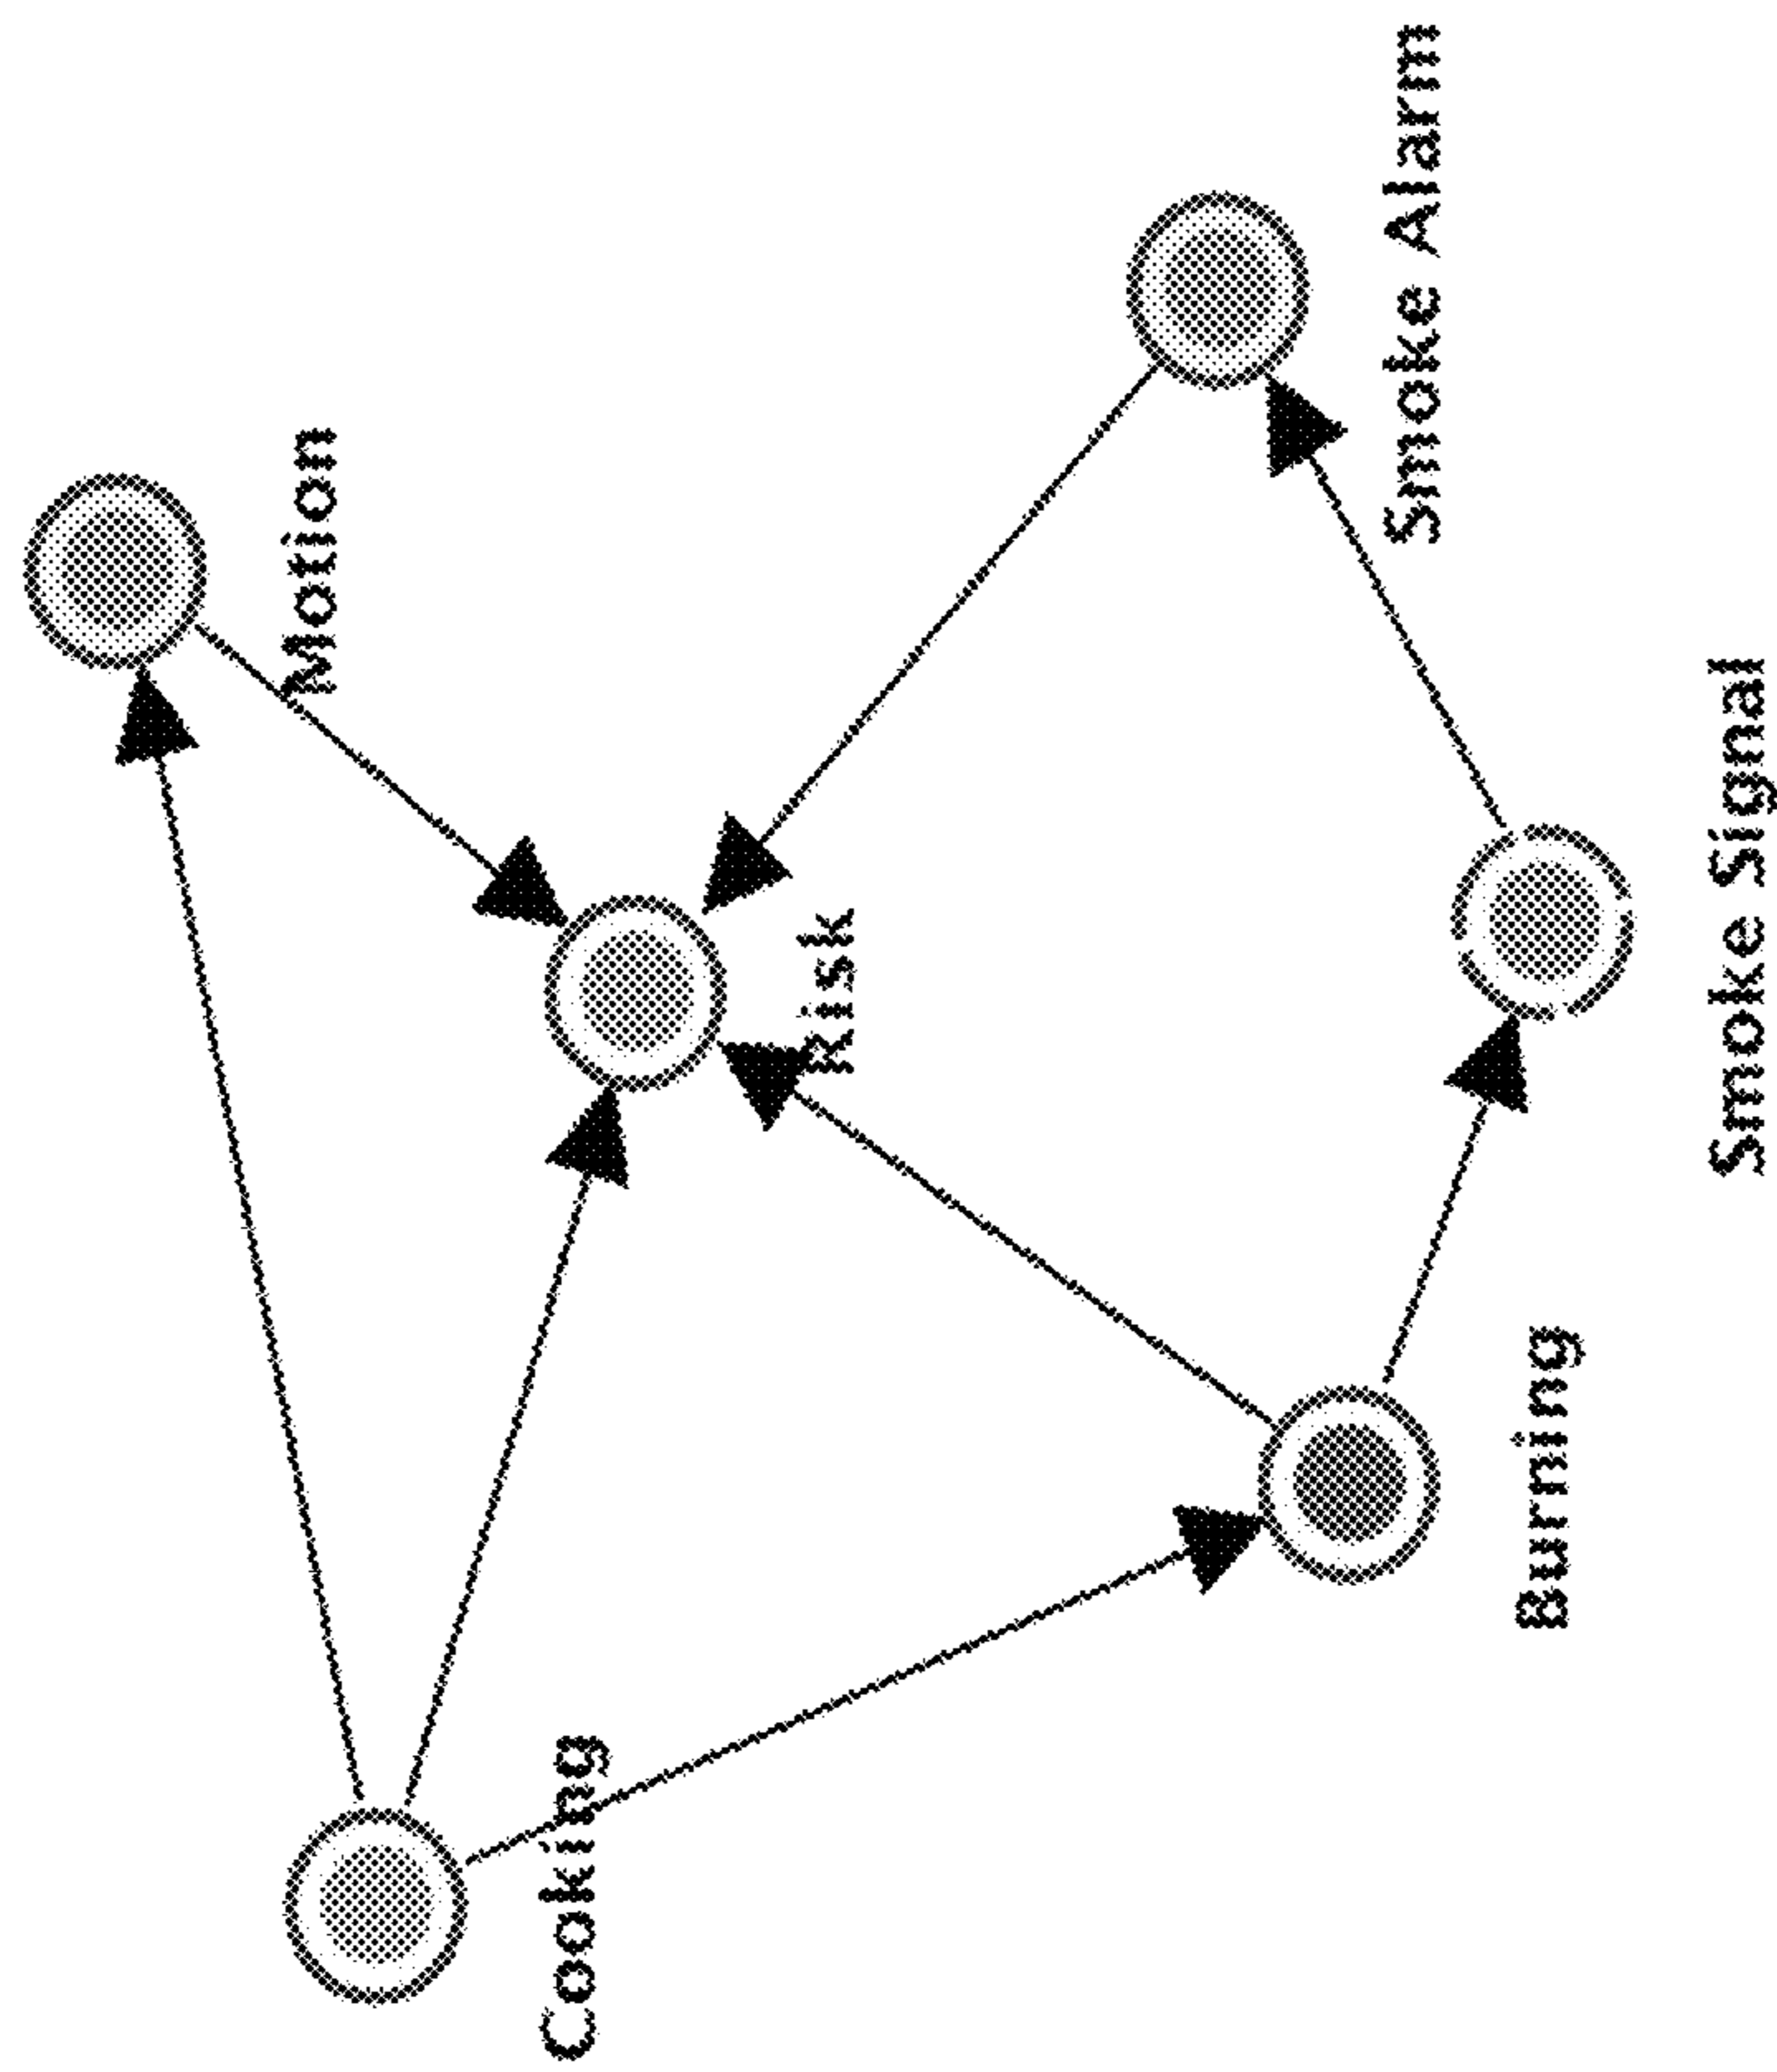 Motion
Cooking
Risk
Smoke Alarm
Burning
Smoke Signal